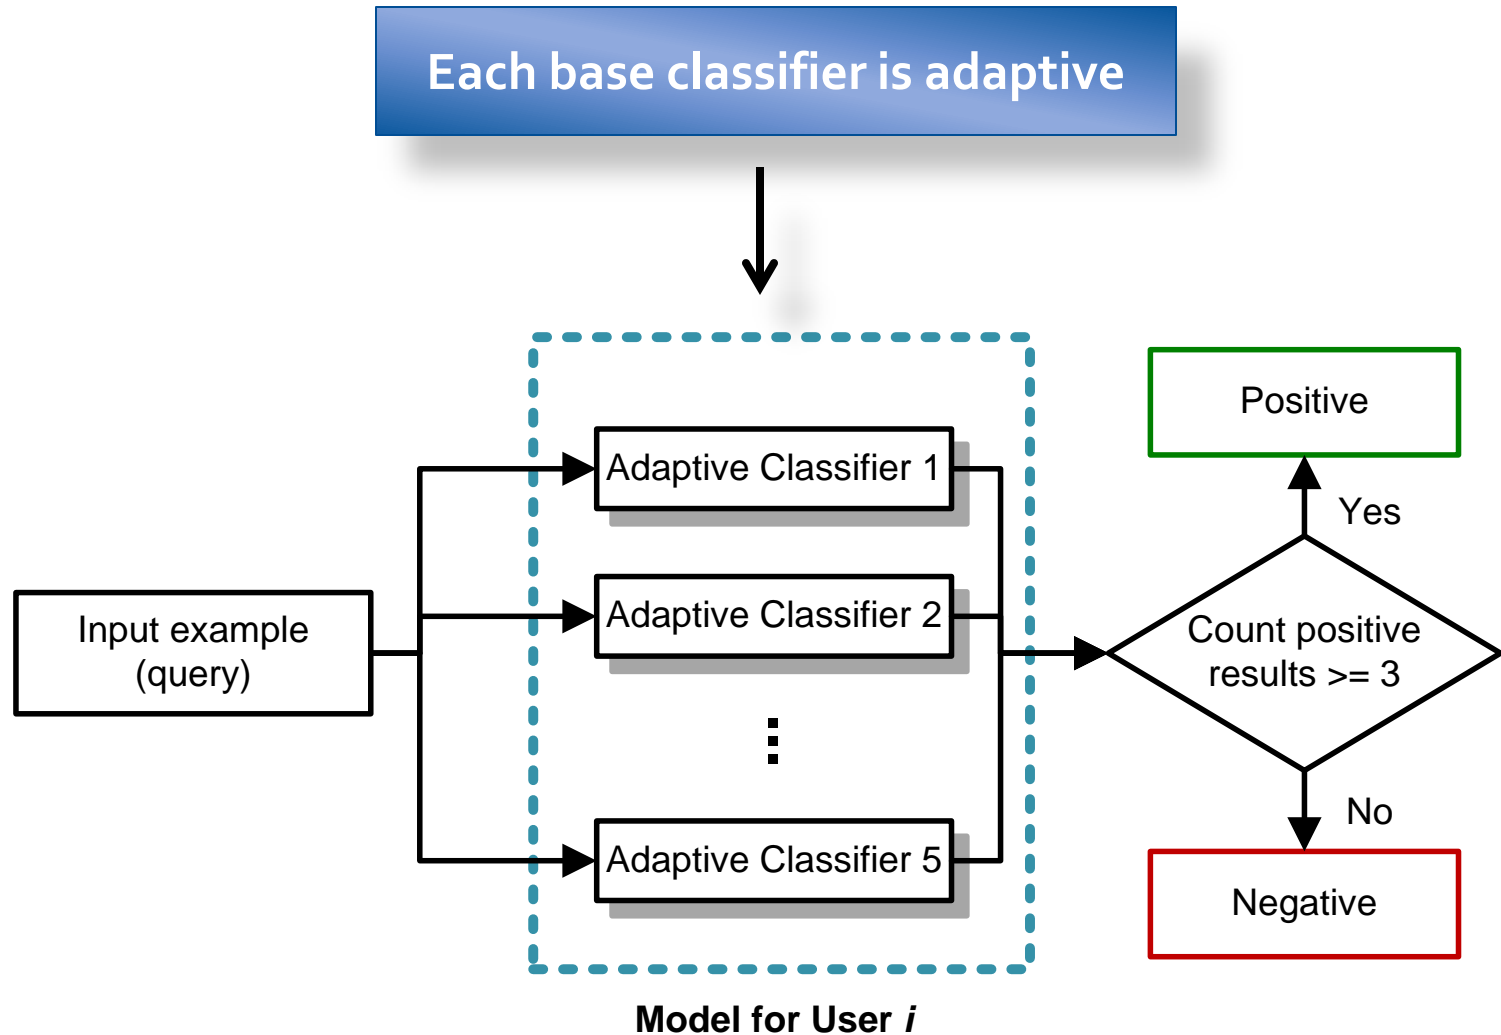 Each base classifier is adaptive
Adaptive Classifier 1
Adaptive Classifier 2
Adaptive Classifier 5
Input example
(query)
Count positive
results >= 3
Yes
Positive
No
Negative
Model for User i